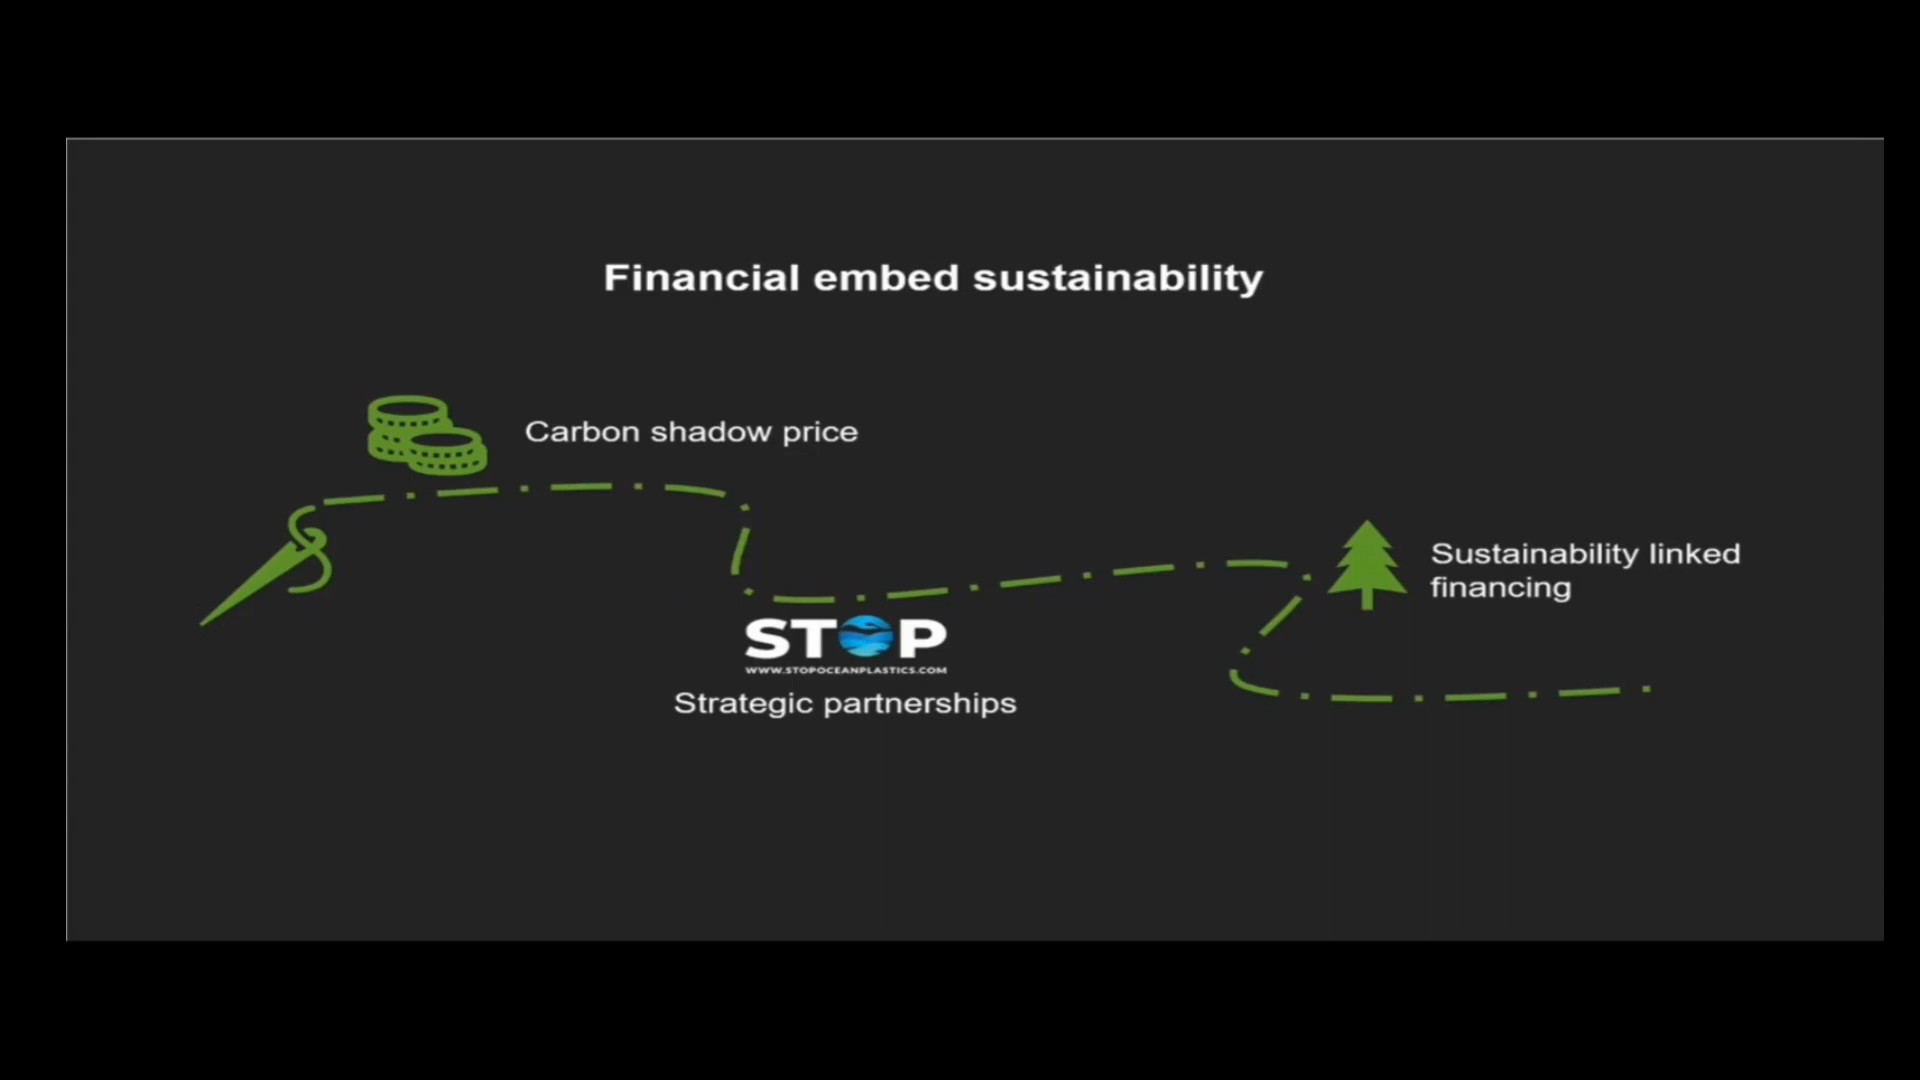 Financial embed sustainability
Carbon shadow price
STOP
WWW.STOPOCEANPLASTICS.COM
Strategic partnerships
Sustainability linked
financing